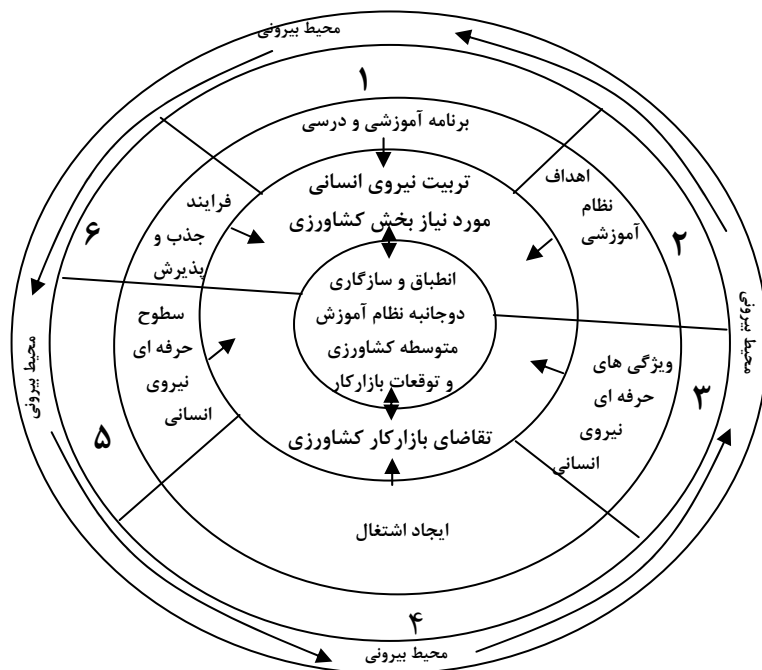 محیط بیرونی
۱
برنامه آموزشی و درسی
تربیت نیروی انسانی
مورد نیاز بخش کشاورزی
اهداف
نظام
آموزشی
۲
محیط بیرونی
ویژگی های
حرفه ای
نیروی
انسانی
۳
انطباق و سازگاری
دوجانبه نظام آموزش
متوسطه کشاورزی
و توقعات بازارکار
تقاضای بازارکار کشاورزی
ایجاد اشتغال
۴
محیط بیرونی
سطوح
حرفه ای
نیروی
انسانی
۵
فرایند
جذب و
پذیرش
۶
محیط بیرونی